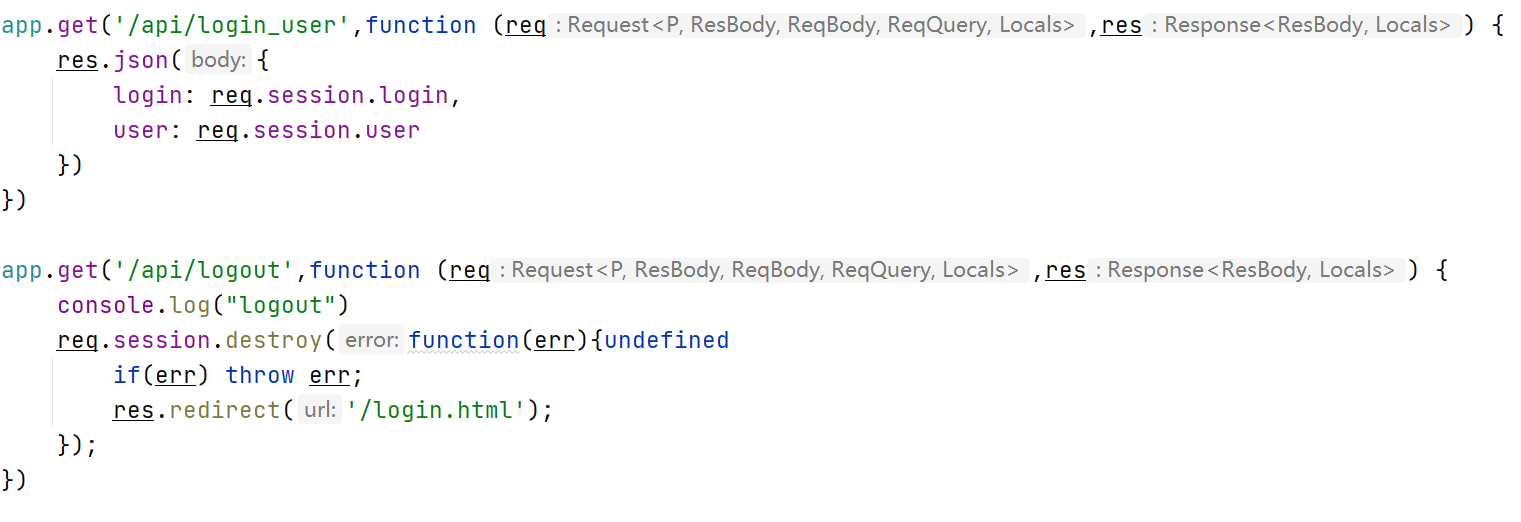 app.get('/api/login_user',function (req : Request<P, ResBody, ReqBody, ReqQuery, Locals> ,res : Response<ResBody, Locals> ) {
    res.json( body: {
        login: req.session.login,
        user: req.session.user
    })
})

app.get('/api/logout',function (req : Request<P, ResBody, ReqBody, ReqQuery, Locals> ,res : Response<ResBody, Locals> ) {
    console.log("logout")
    req.session.destroy( error: function(err){undefined
        if(err) throw err;
        res.redirect( url: '/login.html');
    });
})